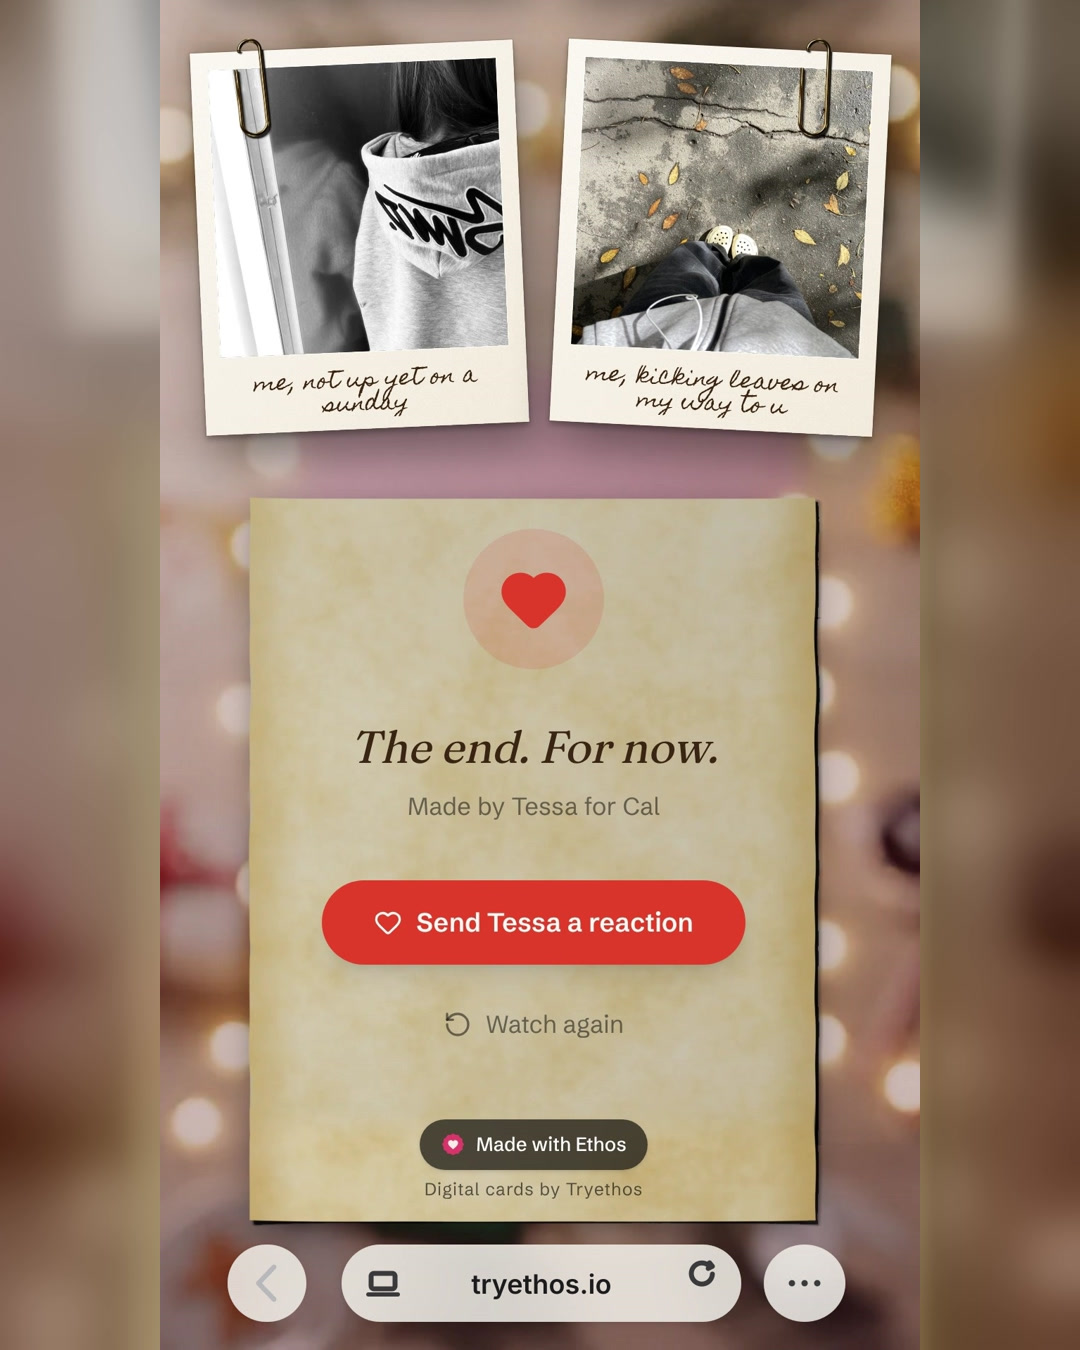 me, not up yet on a
sunday
me, kicking leaves on
my way to u
The end. For now.
Made by Tessa for Cal
Send Tessa a reaction
Watch again
Made with Ethos
Digital cards by Tryethos
tryethos.io